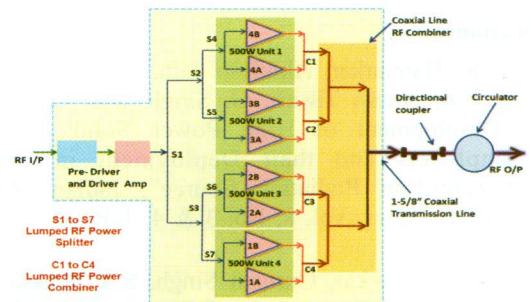 Coaxial Line
RF Combiner
S4
4B
500W Unit 1
C1
4A
S2
Directional
coupler
Circulator
S5
3B
500W Unit 2
C2
3A
RF I/P
S1
RF O/P
Pre-Driver
and Driver Amp
1-5/8" Coaxial
Transmission Line
S6
2B
500W Unit 3
C3
2A
S3
S1 to S7
Lumped RF Power
Splitter
S7
1B
500W Unit 4
C4
1A
C1 to C4
Lumped RF Power
Combiner